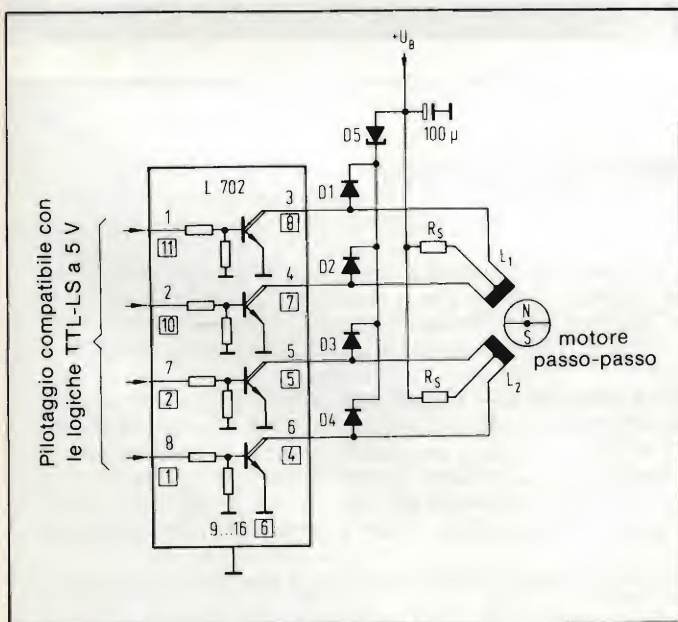 +U_B
D5
100 µ
L 702
D1
3
8
1
11
R_S
L_1
D2
4
7
2
10
N
S
motore
passo-passo
D3
5
5
7
2
R_S
L_2
D4
6
4
8
1
9...16 6
Pilotaggio compatibile con
le logiche TTL-LS a 5 V